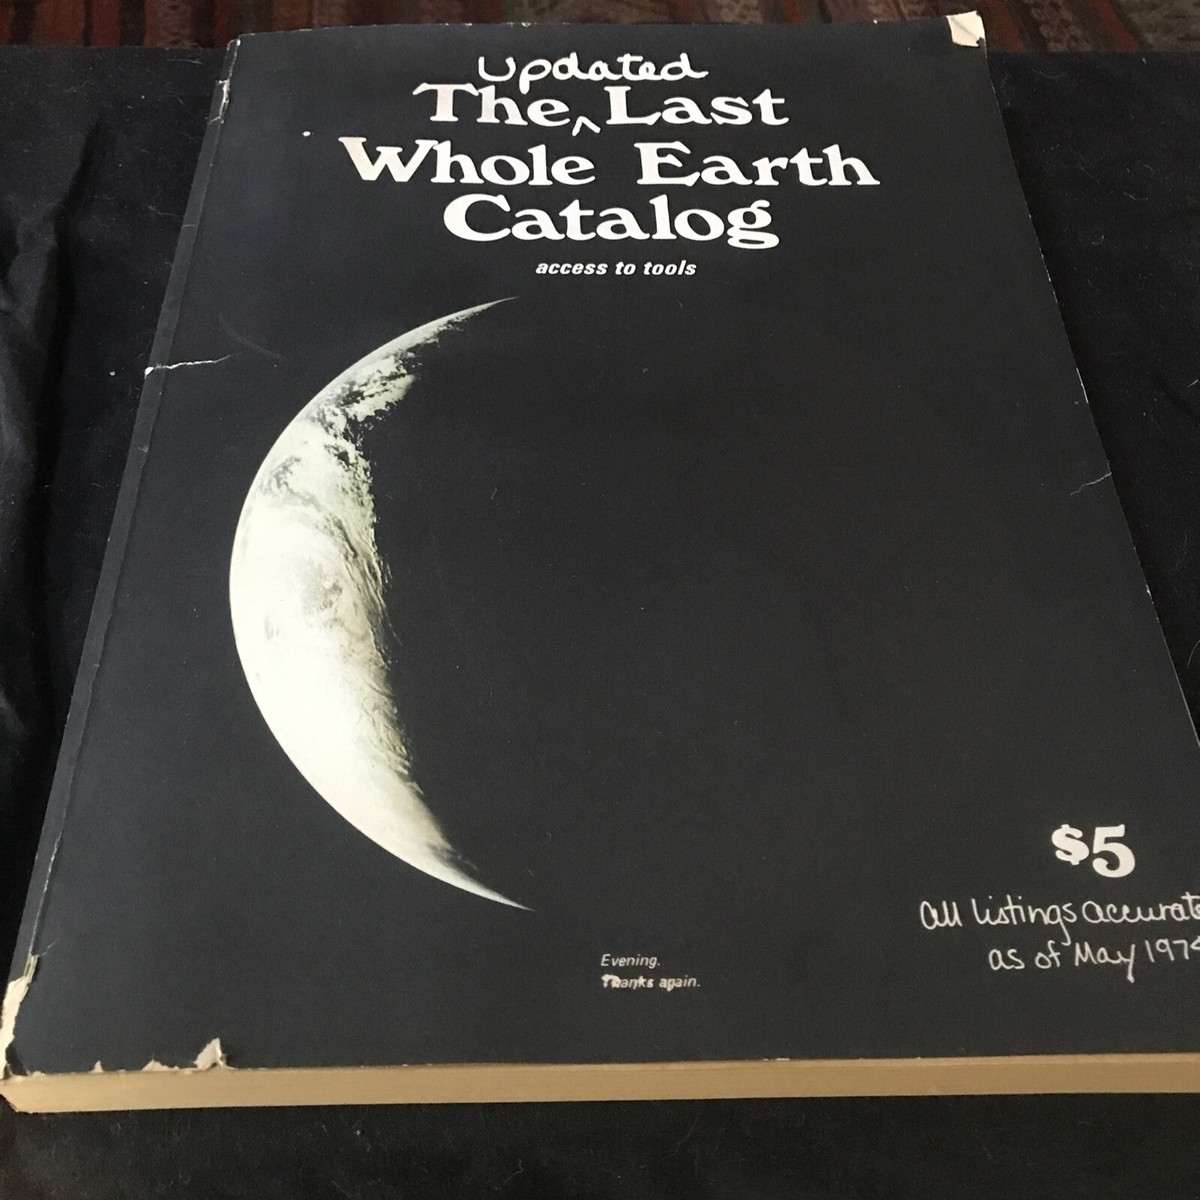 Updated
The ^ Last
Whole Earth
Catalog
access to tools
$5
all listings accurate
as of May 1974
Evening.
Thanks again.